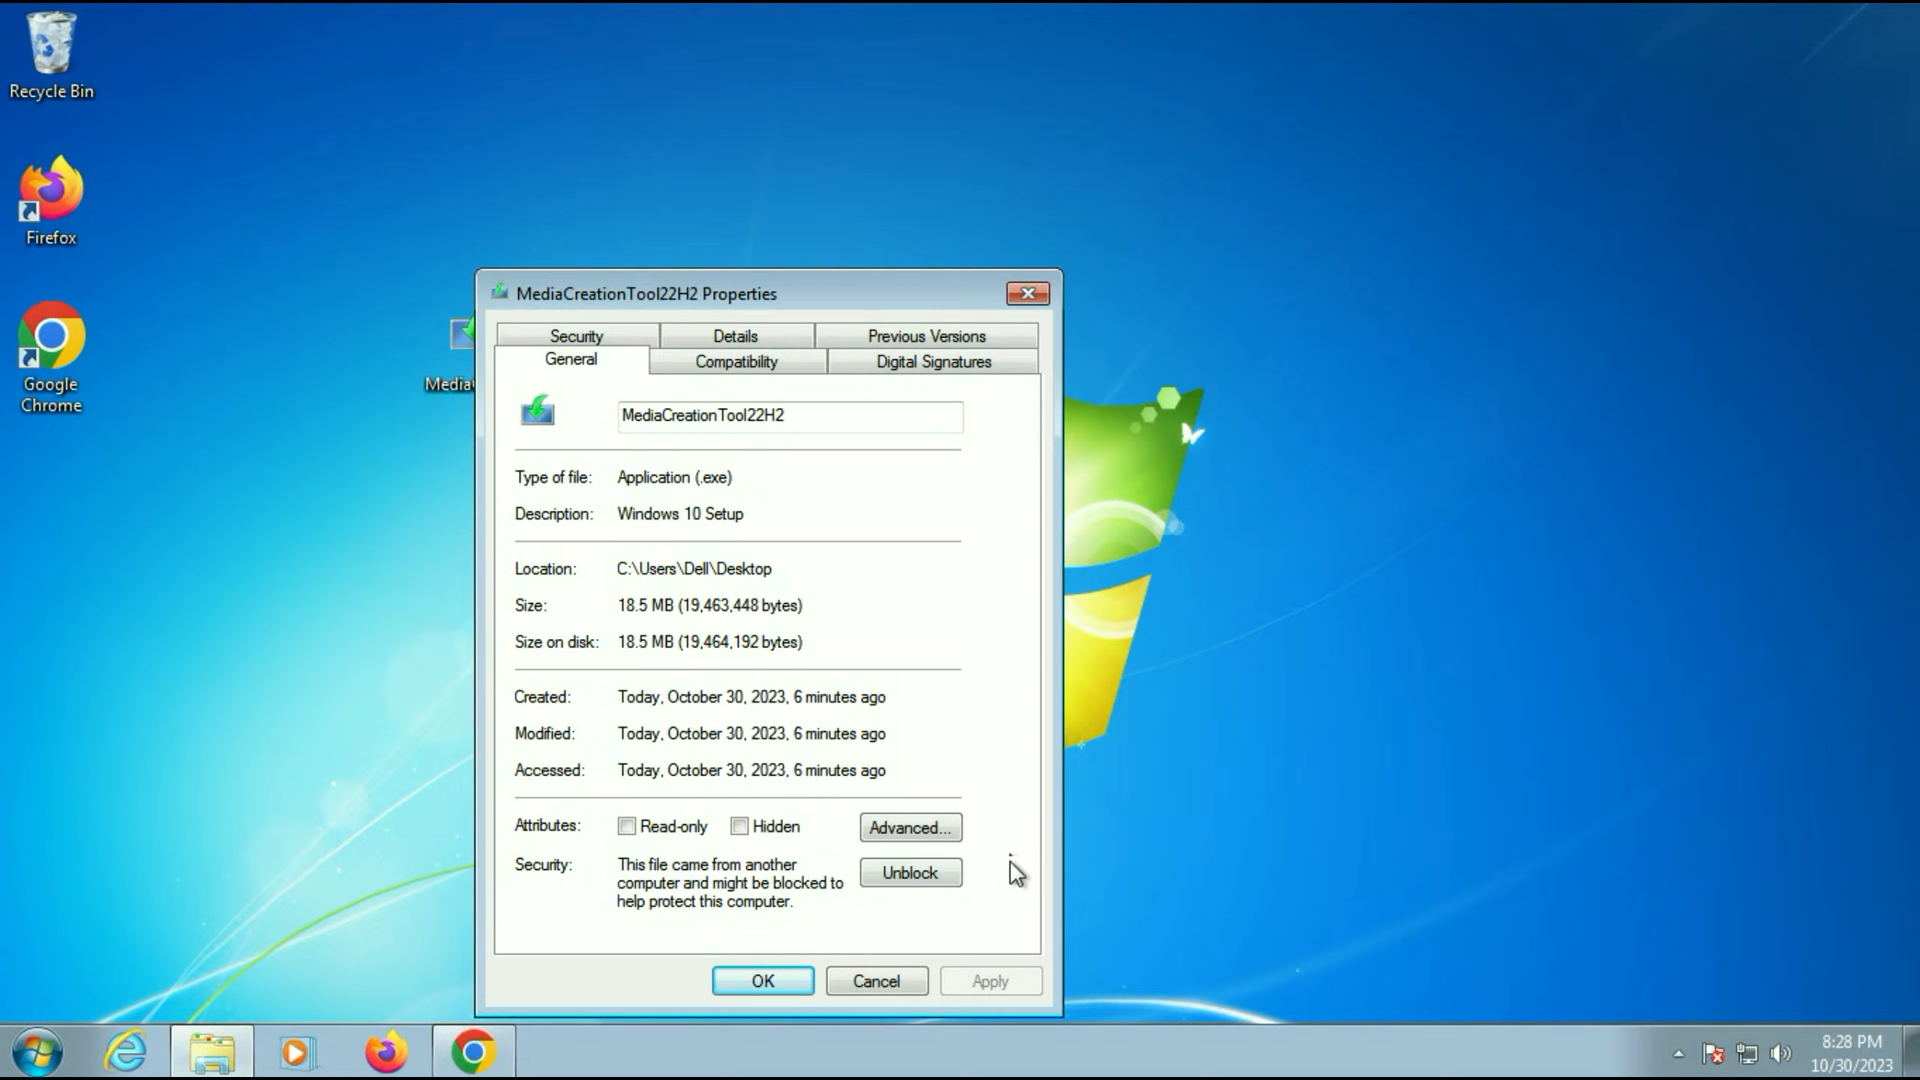 Recycle Bin
Firefox
Google
Chrome
Media
MediaCreationTool22H2 Properties
Security
Details
Previous Versions
General
Compatibility
Digital Signatures
MediaCreationTool22H2
Type of file: Application (.exe)
Description: Windows 10 Setup
Location: C:\Users\Dell\Desktop
Size: 18.5 MB (19,463,448 bytes)
Size on disk: 18.5 MB (19,464,192 bytes)
Created: Today, October 30, 2023, 6 minutes ago
Modified: Today, October 30, 2023, 6 minutes ago
Accessed: Today, October 30, 2023, 6 minutes ago
Attributes: Read-only Hidden Advanced...
Security: This file came from another
computer and might be blocked to
help protect this computer.
Unblock
OK
Cancel
Apply
8:28 PM
10/30/2023